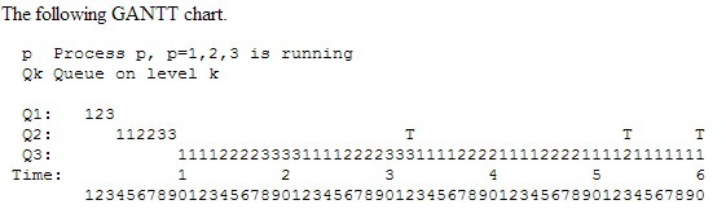 The following GANTT chart.
p  Process p, p=1,2,3 is running
Qk Queue on level k
Q1:   123
Q2:      112233                      T                    T      T
Q3:            111122223333111122223331111222211112222111121111111
Time:          1         2         3         4         5         6
      123456789012345678901234567890123456789012345678901234567890